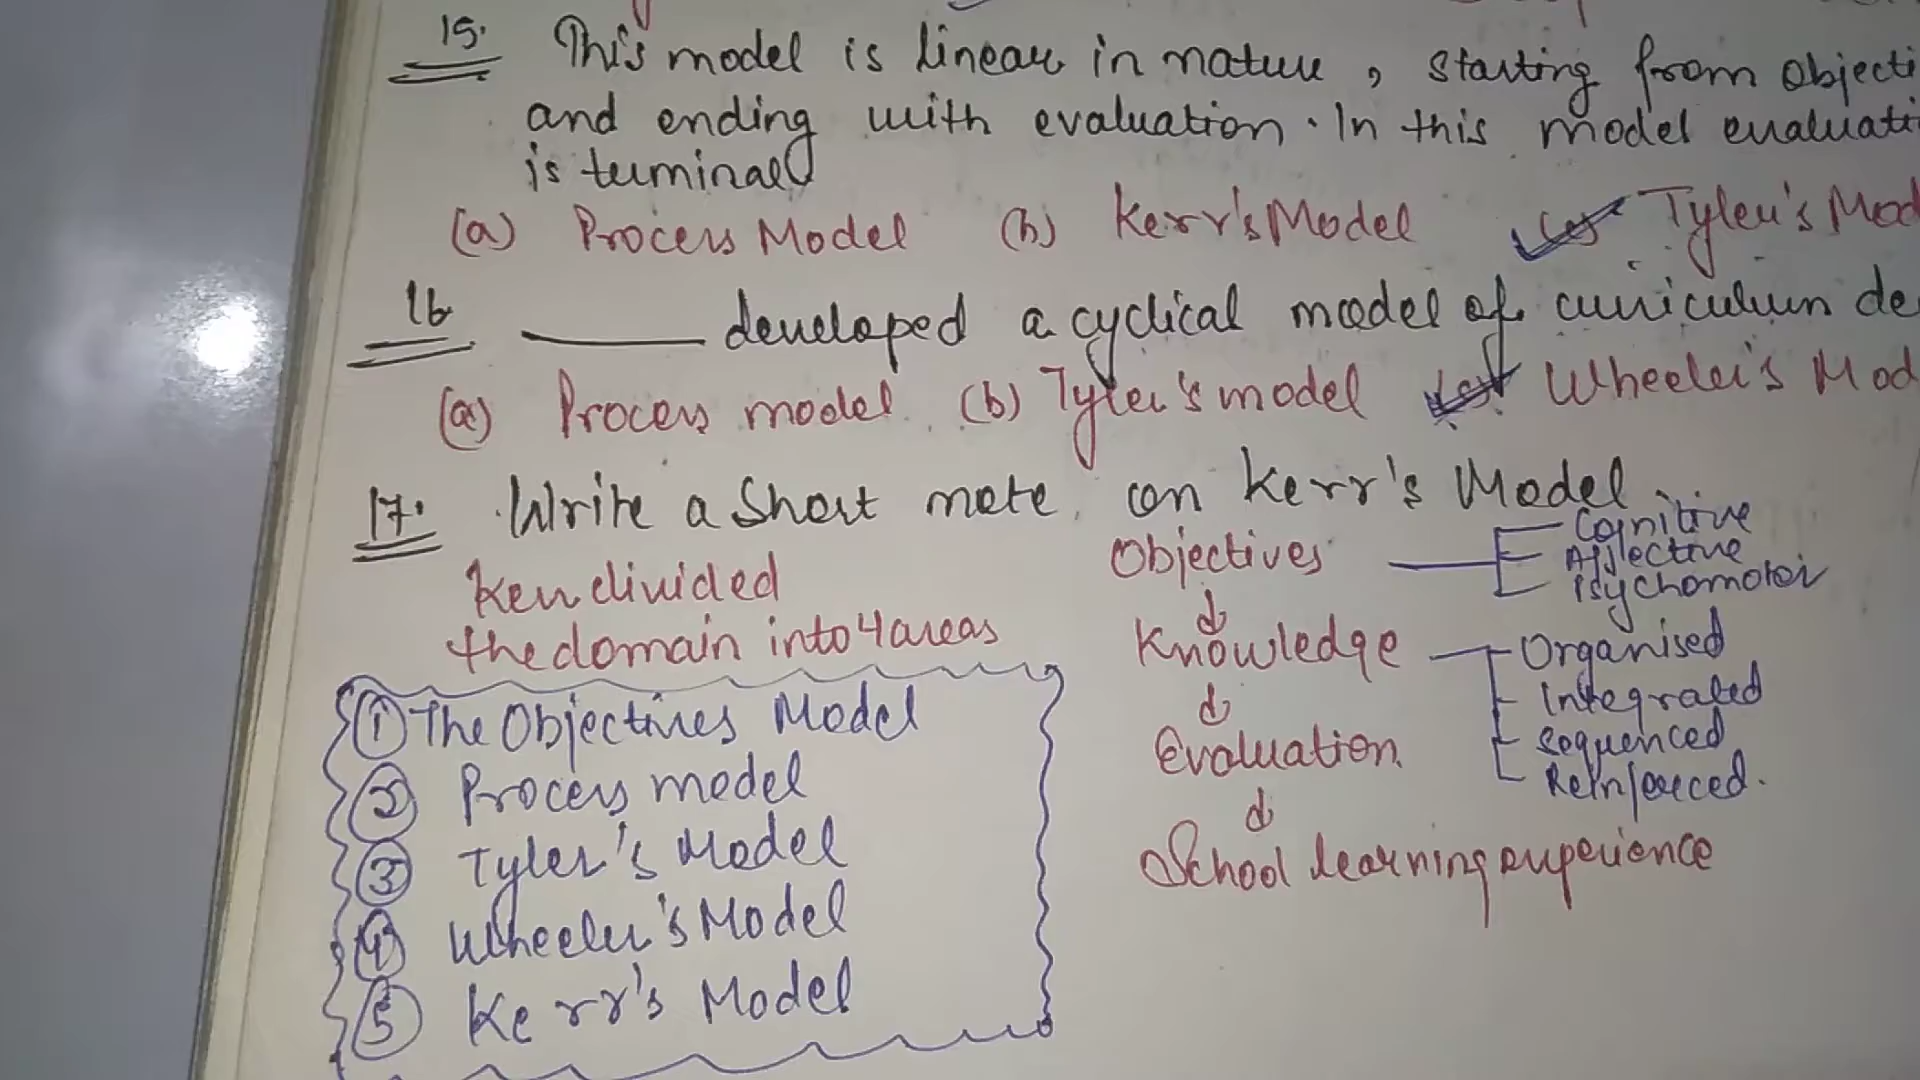 15. This model is linear in nature, starting from objecti
and ending with evaluation. In this model evaluati
is terminal
(a) Process Model (b) Kerr's Model (c) Tyler's Mod
16 ____ developed a cyclical model of curriculum de
(a) Process model (b) Tyler's model (c) Wheeler's Mod
17. Write a short note on Kerr's Model.
Kerr divided
the domain into 4 areas
① The Objectives Model
② Process model
③ Tyler's Model
④ Wheeler's Model
⑤ Kerr's Model
Objectives
Cognitive
Affective
Psychomotor
Knowledge
Organised
Integrated
Sequenced
Reinforced.
Evaluation
School learning experience